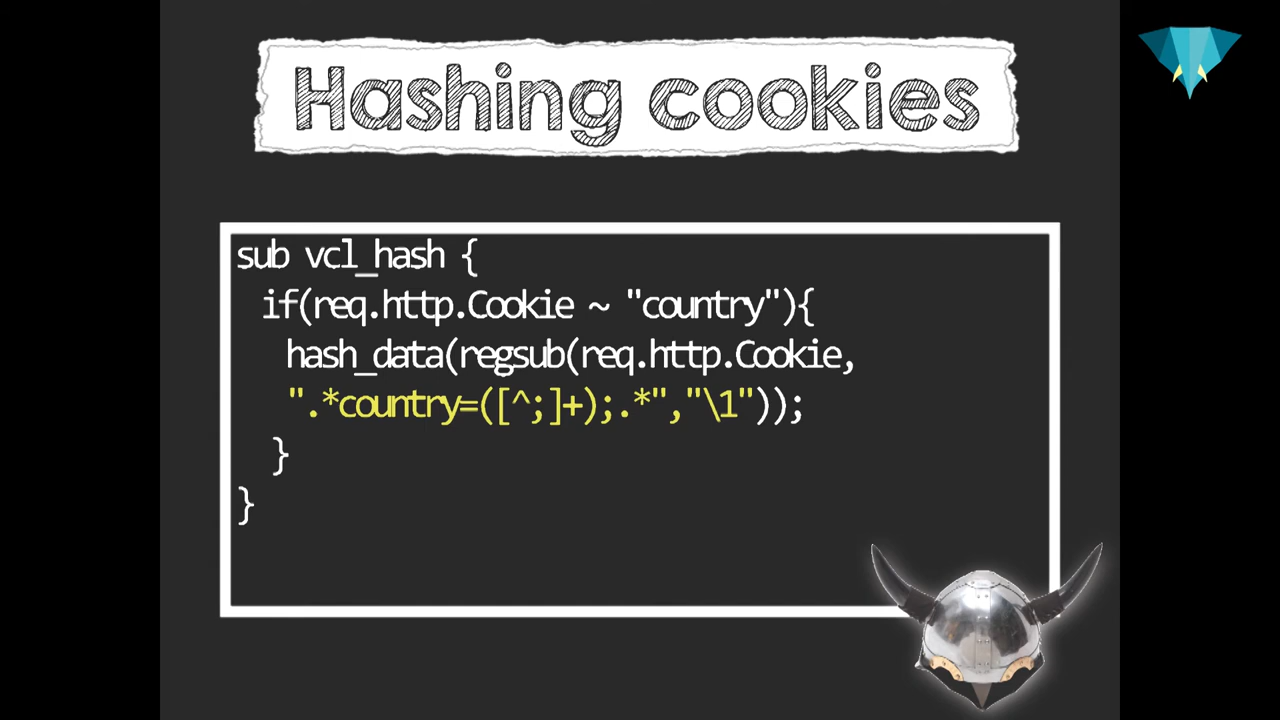 Hashing cookies
sub vcl_hash {
if(req.http.Cookie ~ "country"){
hash_data(regsub(req.http.Cookie,
".*country=([^;]+);.*","\1"));
}
}